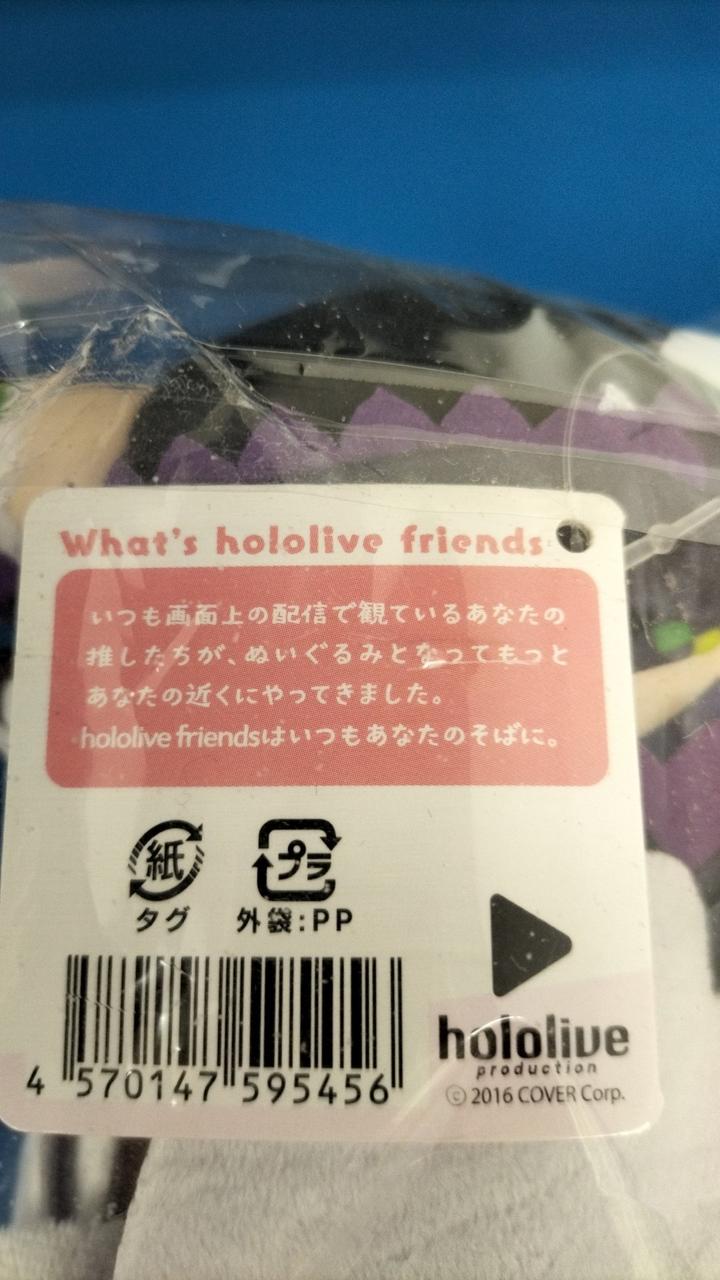 What's hololive friends
いつも画面上の配信で観ているあなたの
推したちが、ぬいぐるみとなってもっと
あなたの近くにやってきました。
hololive friendsはいつもあなたのそばに。
紙
プラ
タグ
外袋:PP
4 570147 595456
hololive
production
© 2016 COVER Corp.